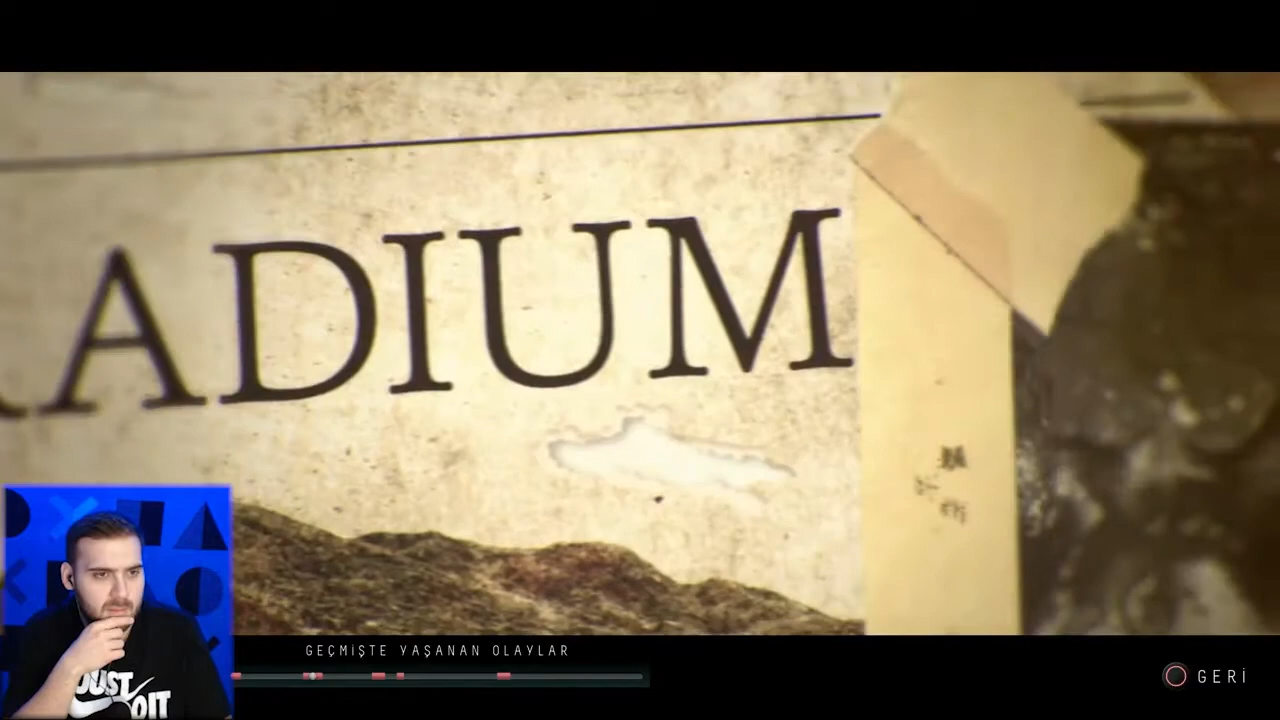 ADIUM
JUST
DO IT
GEÇMİŞTE YAŞANAN OLAYLAR
GERİ